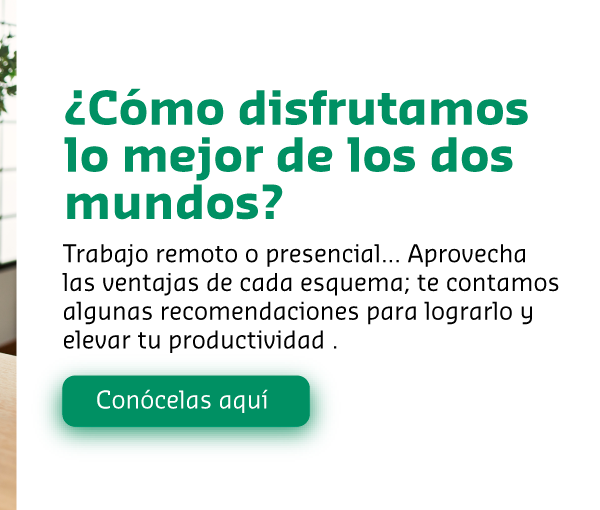 ¿Cómo disfrutamos
lo mejor de los dos
mundos?
Trabajo remoto o presencial... Aprovecha
las ventajas de cada esquema; te contamos
algunas recomendaciones para lograrlo y
elevar tu productividad .
Conócelas aquí